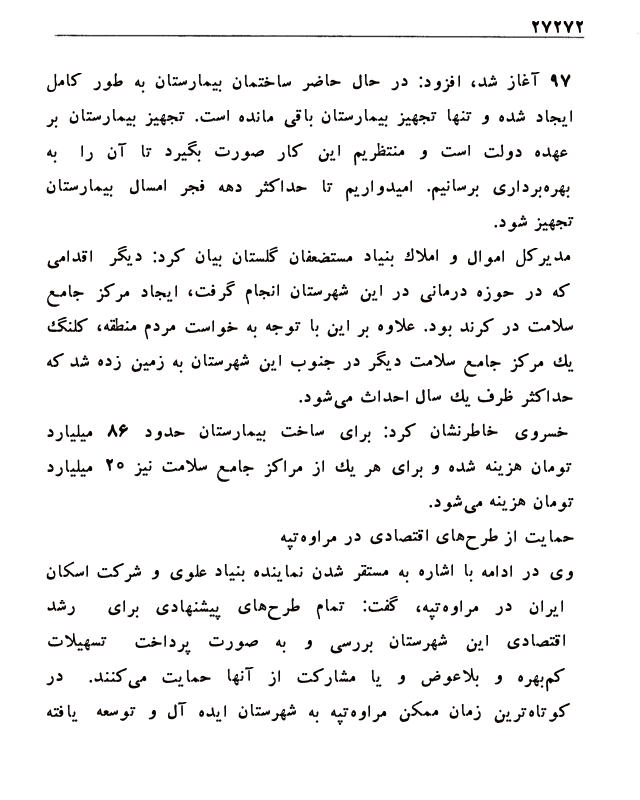 ۲۷۲۷۲
۹۷ آغاز شد، افزود: در حال حاضر ساختمان بیمارستان به طور کامل
ایجاد شده و تنها تجهیز بیمارستان باقی مانده است. تجهیز بیمارستان بر
عهده دولت است و منتظریم این کار صورت بگیرد تا آن را به
بهره‌برداری برسانیم. امیدواریم تا حداکثر دهه فجر امسال بیمارستان
تجهیز شود.
مدیرکل اموال و املاک بنیاد مستضعفان گلستان بیان کرد: دیگر اقدامی
که در حوزه درمانی در این شهرستان انجام گرفت، ایجاد مرکز جامع
سلامت در کرند بود. علاوه بر این با توجه به خواست مردم منطقه، کلنگ
یک مرکز جامع سلامت دیگر در جنوب این شهرستان به زمین زده شد که
حداکثر ظرف یک سال احداث می‌شود.
خسروی خاطرنشان کرد: برای ساخت بیمارستان حدود ۸۶ میلیارد
تومان هزینه شده و برای هر یک از مراکز جامع سلامت نیز ۲۰ میلیارد
تومان هزینه می‌شود.
حمایت از طرح‌های اقتصادی در مراوه‌تپه
وی در ادامه با اشاره به مستقر شدن نماینده بنیاد علوی و شرکت اسکان
ایران در مراوه‌تپه، گفت: تمام طرح‌های پیشنهادی برای رشد
اقتصادی این شهرستان بررسی و به صورت پرداخت تسهیلات
کم‌بهره و بلاعوض و یا مشارکت از آنها حمایت می‌کنند. در
کوتاه‌ترین زمان ممکن مراوه‌تپه به شهرستان ایده آل و توسعه یافته